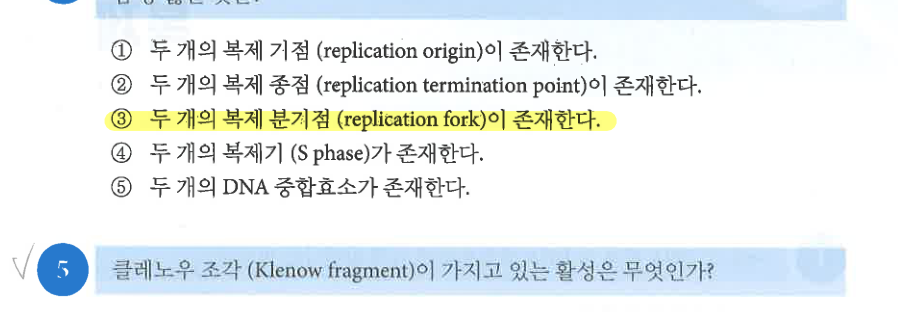 ① 두 개의 복제 기점 (replication origin)이 존재한다.
② 두 개의 복제 종점 (replication termination point)이 존재한다.
③ 두 개의 복제 분기점 (replication fork)이 존재한다.
④ 두 개의 복제기 (S phase)가 존재한다.
⑤ 두 개의 DNA 중합효소가 존재한다.
5 클레노우 조각 (Klenow fragment)이 가지고 있는 활성은 무엇인가?